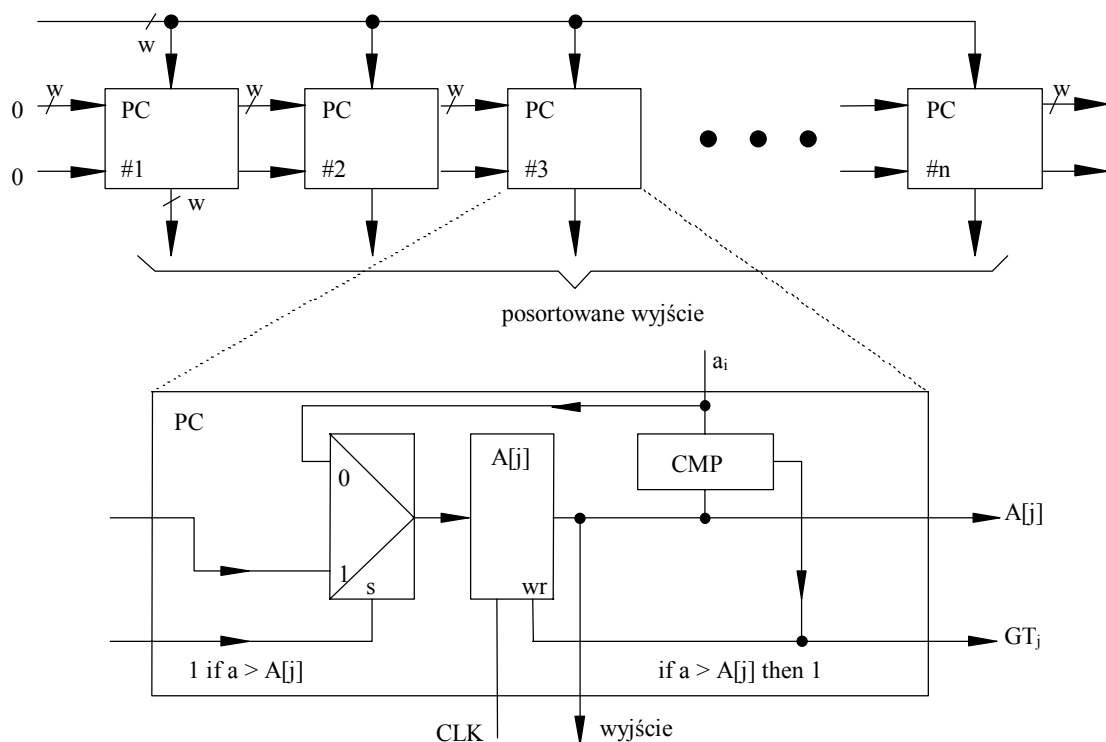 w
0 w w w w
PC PC PC PC
0 #1 #2 #3 #n
w
posortowane wyjście
aᵢ
PC
A[j]
CMP
0
A[j]
1
s wr
GTⱼ
1 if a > A[j] if a > A[j] then 1
CLK wyjście